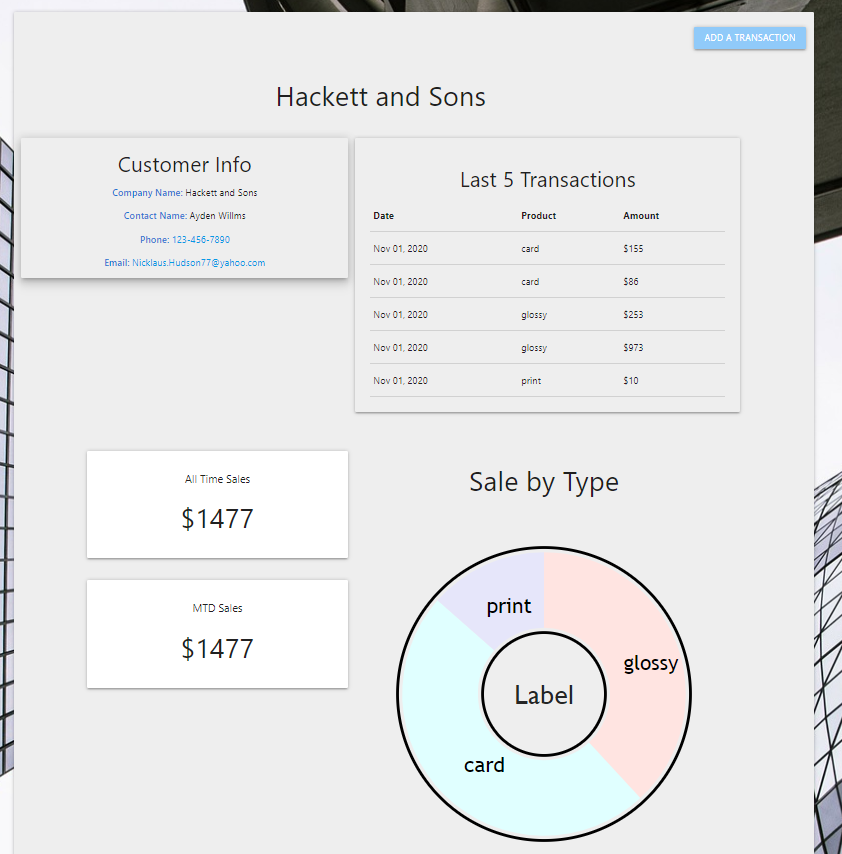 ADD A TRANSACTION
Hackett and Sons
Customer Info
Company Name: Hackett and Sons
Contact Name: Ayden Willms
Phone: 123-456-7890
Email: Nicklaus.Hudson77@yahoo.com
Last 5 Transactions
Date Product Amount
Nov 01, 2020 card $155
Nov 01, 2020 card $86
Nov 01, 2020 glossy $253
Nov 01, 2020 glossy $973
Nov 01, 2020 print $10
All Time Sales
$1477
MTD Sales
$1477
Sale by Type
print
glossy
Label
card